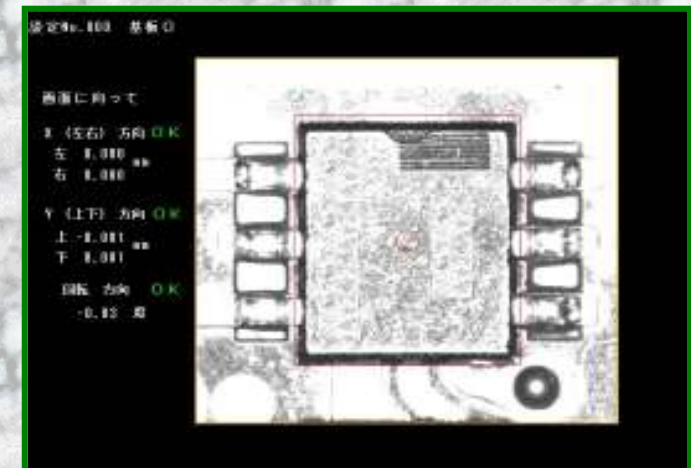 設定No.000 基板0
画面に向って
X (左右) 方向 OK
左 0.000 mm
右 0.000
Y (上下) 方向 OK
上 -0.001 mm
下 0.001
回転 方向 OK
-0.03 度